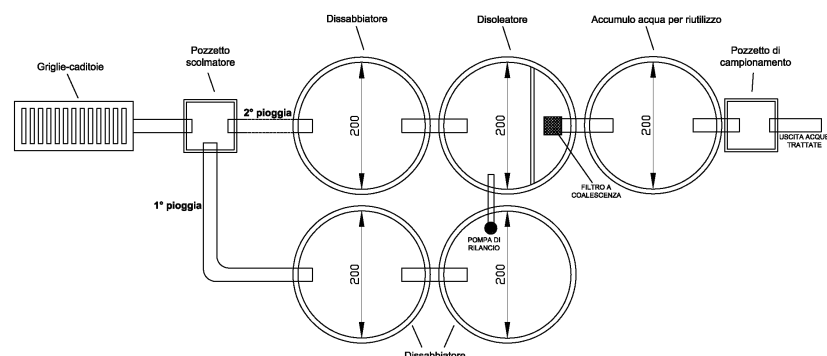 Dissabbiatore
Disoleatore
Accumulo acqua per riutilizzo
Pozzetto
scolmatore
Pozzetto di
campionamento
Griglie-caditoie
2° pioggia
200
200
200
USCITA ACQUE
TRATTATE
FILTRO A
COALESCENZA
1° pioggia
POMPA DI
RILANCIO
200
200
Dissabbiatore